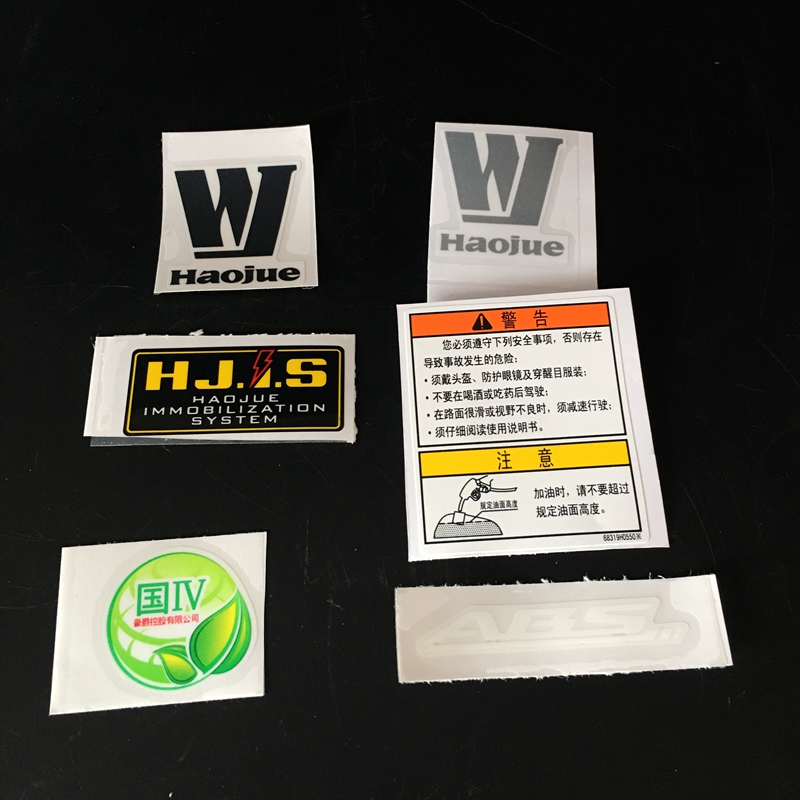 Haojue
Haojue
HJ.I.S
HAOJUE
IMMOBILIZATION
SYSTEM
警 告
您必须遵守下列安全事项，否则存在
导致事故发生的危险：
·须戴头盔、防护眼镜及穿醒目服装；
·不要在喝酒或吃药后驾驶；
·在路面很滑或视野不良时，须减速行驶；
·须仔细阅读使用说明书。
注 意
规定油面高度
加油时，请不要超过
规定油面高度。
68319H0550※
国IV
豪爵控股有限公司
ABS